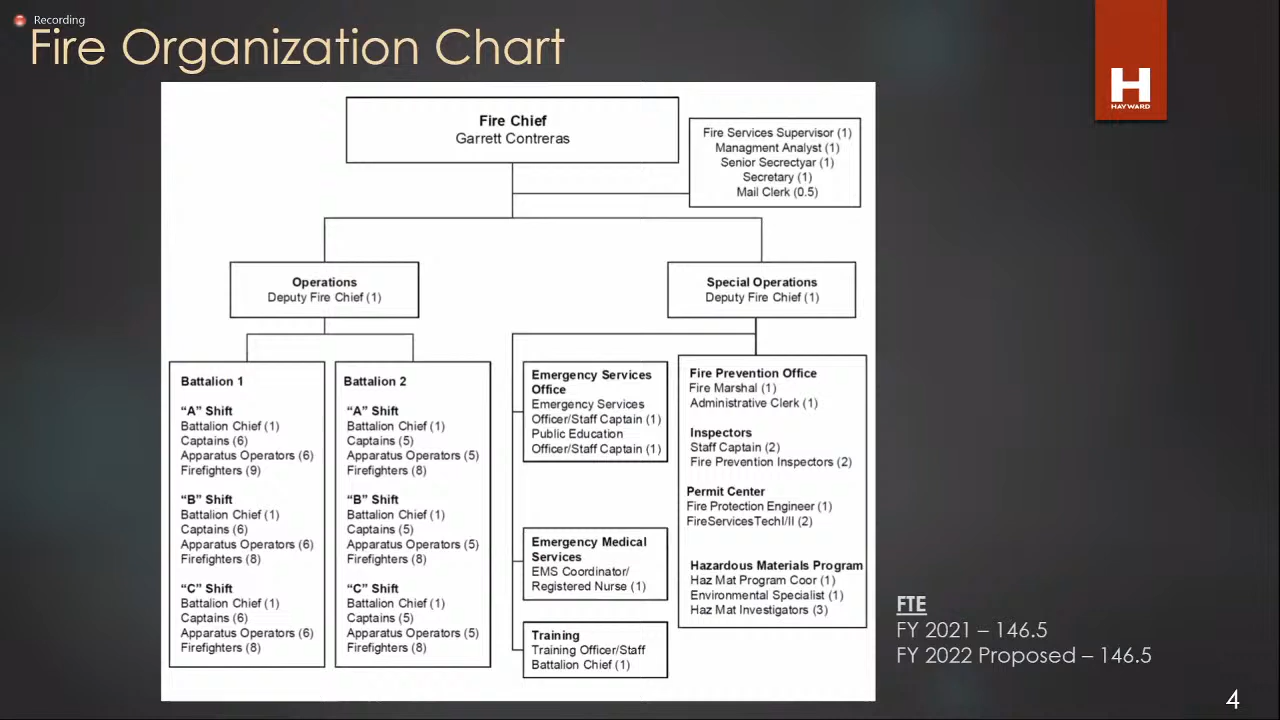 Recording
Fire Organization Chart
H
HAYWARD
Fire Chief
Garrett Contreras
Fire Services Supervisor (1)
Managment Analyst (1)
Senior Secrectyar (1)
Secretary (1)
Mail Clerk (0.5)
Operations
Deputy Fire Chief (1)
Special Operations
Deputy Fire Chief (1)
Battalion 1
“A” Shift
Battalion Chief (1)
Captains (6)
Apparatus Operators (6)
Firefighters (9)
“B” Shift
Battalion Chief (1)
Captains (6)
Apparatus Operators (6)
Firefighters (8)
“C” Shift
Battalion Chief (1)
Captains (6)
Apparatus Operators (6)
Firefighters (8)
Battalion 2
“A” Shift
Battalion Chief (1)
Captains (5)
Apparatus Operators (5)
Firefighters (8)
“B” Shift
Battalion Chief (1)
Captains (5)
Apparatus Operators (5)
Firefighters (8)
“C” Shift
Battalion Chief (1)
Captains (5)
Apparatus Operators (5)
Firefighters (8)
Emergency Services
Office
Emergency Services
Officer/Staff Captain (1)
Public Education
Officer/Staff Captain (1)
Emergency Medical
Services
EMS Coordinator/
Registered Nurse (1)
Training
Training Officer/Staff
Battalion Chief (1)
Fire Prevention Office
Fire Marshal (1)
Administrative Clerk (1)
Inspectors
Staff Captain (2)
Fire Prevention Inspectors (2)
Permit Center
Fire Protection Engineer (1)
FireServicesTechI/II (2)
Hazardous Materials Program
Haz Mat Program Coor (1)
Environmental Specialist (1)
Haz Mat Investigators (3)
FTE
FY 2021 – 146.5
FY 2022 Proposed – 146.5
4